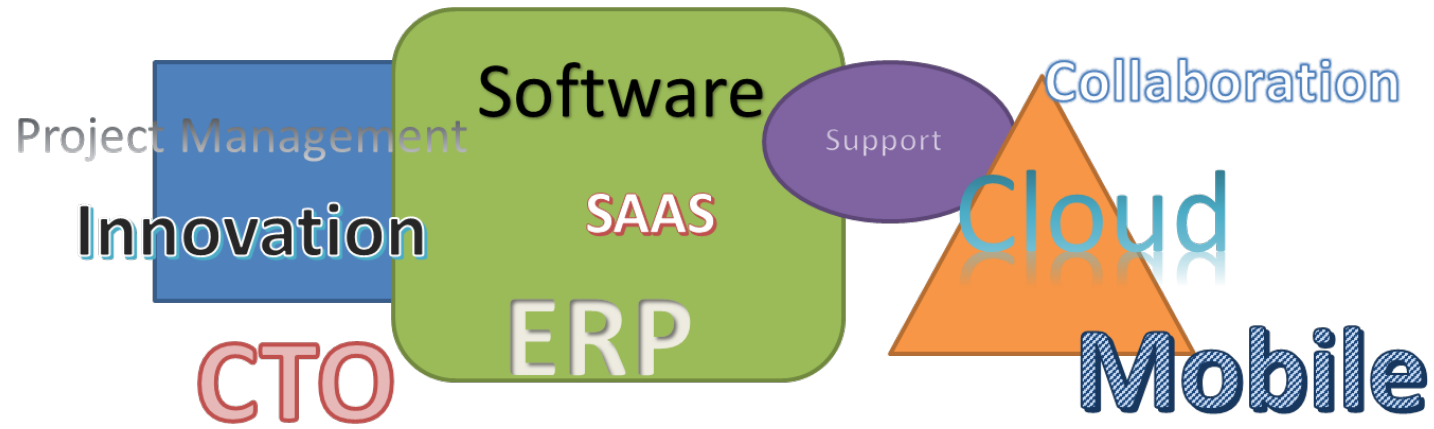 Project Management
Innovation
CTO
Software
SAAS
ERP
Support
Collaboration
Cloud
Mobile